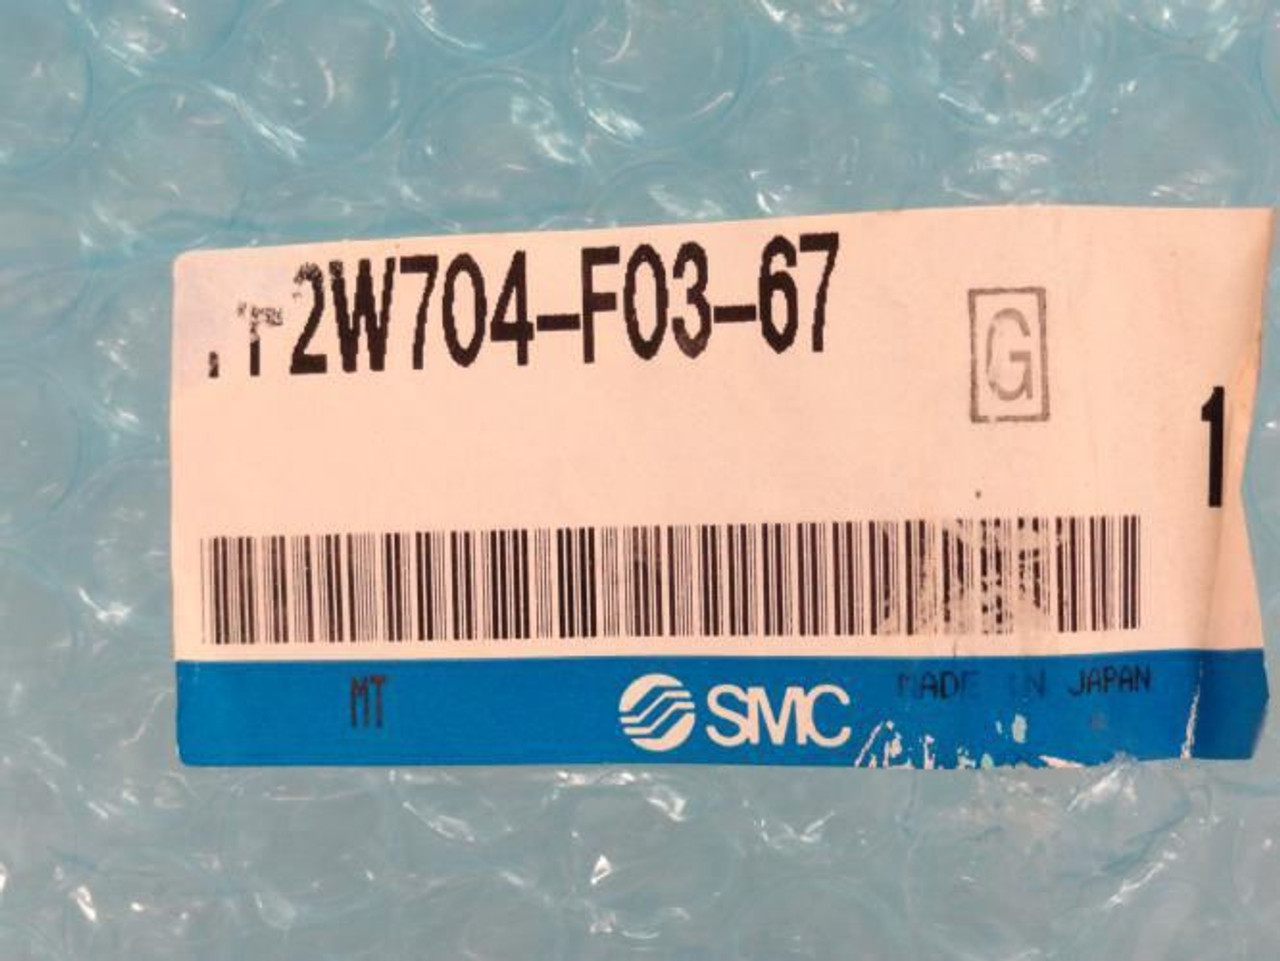 2W704-F03-67
G
1
MT
SMC
MADE IN JAPAN